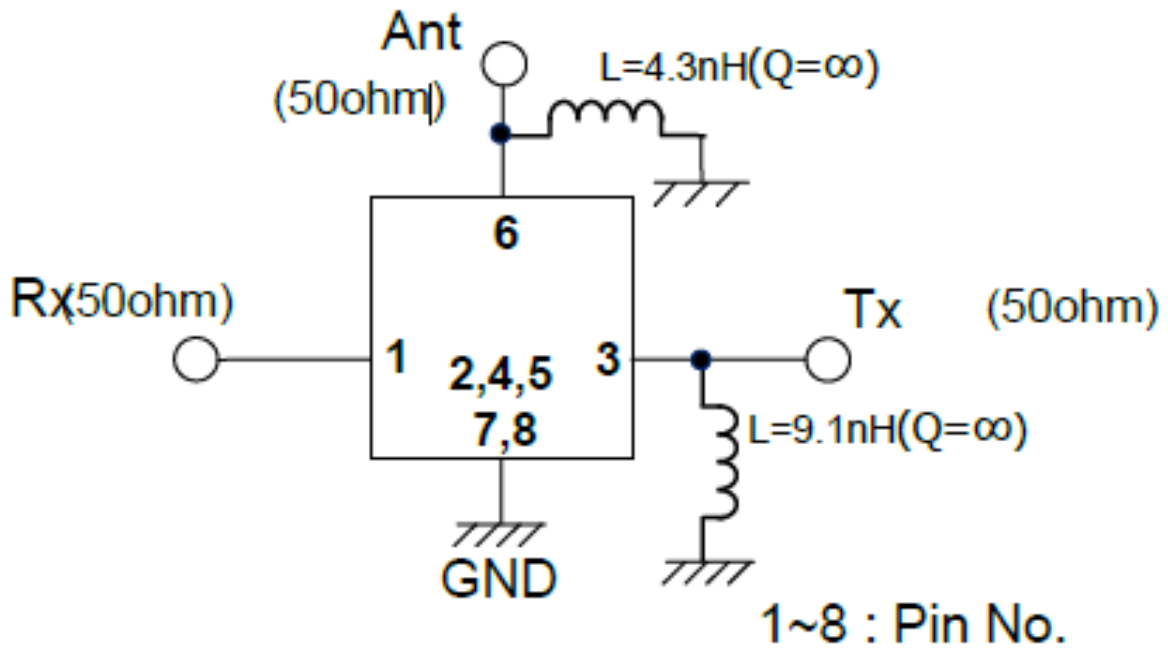 Ant
L=4.3nH(Q=∞)
(50ohm)
6
Rx(50ohm)
Tx (50ohm)
1
2,4,5
3
7,8
L=9.1nH(Q=∞)
GND
1~8 : Pin No.